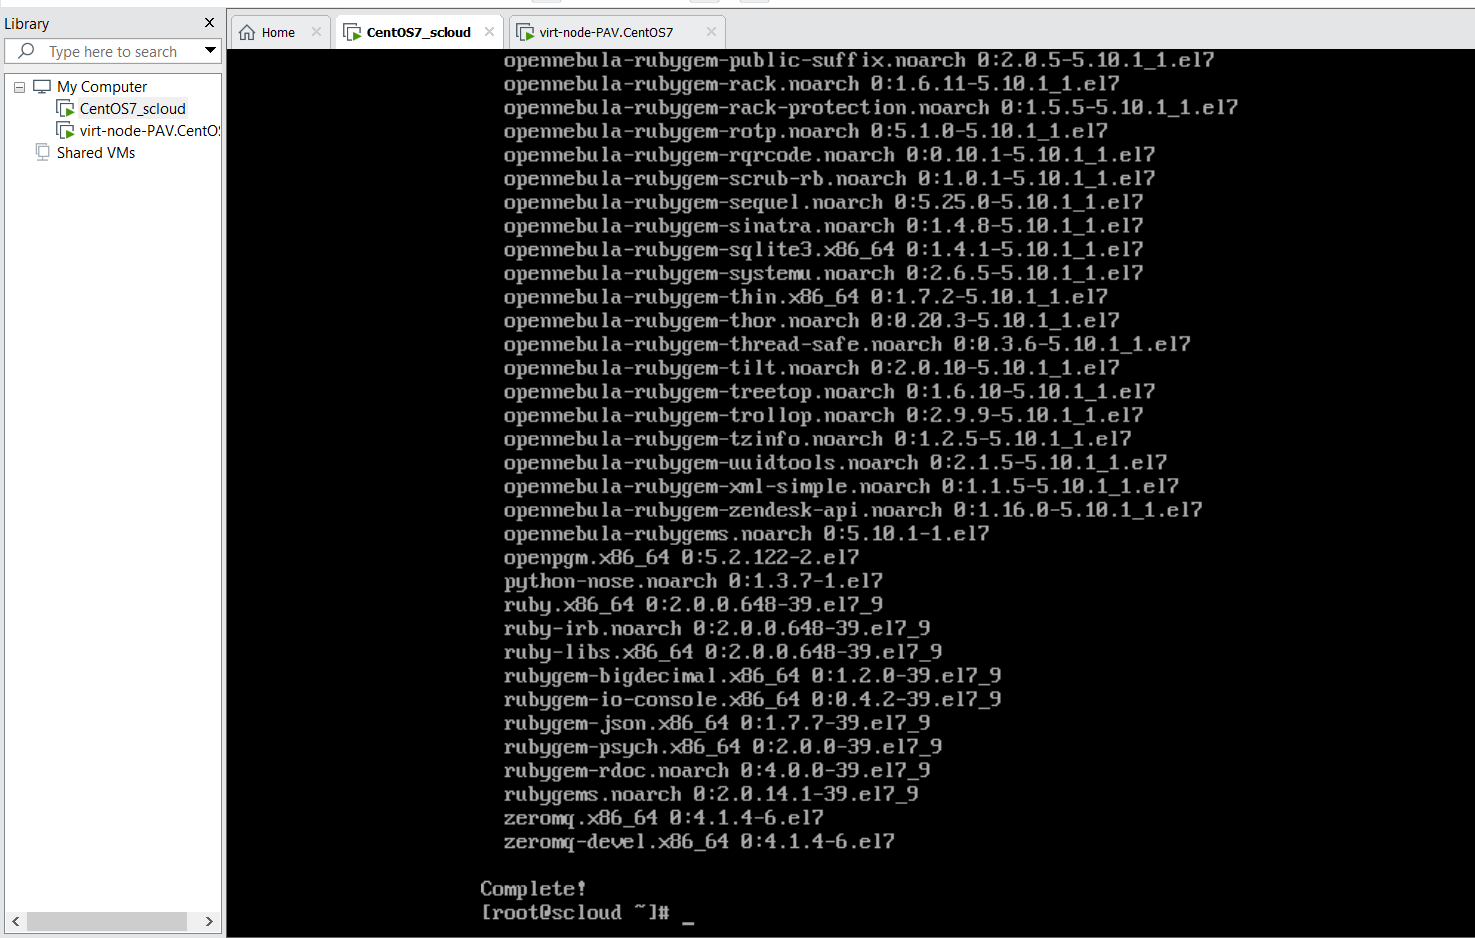 Library
Type here to search
My Computer
CentOS7_scloud
virt-node-PAV.CentOS
Shared VMs
Home
CentOS7_scloud
virt-node-PAV.CentOS7
opennebula-rubygem-public-suffix.noarch 0:2.0.5-5.10.1_1.el7
opennebula-rubygem-rack.noarch 0:1.6.11-5.10.1_1.el7
opennebula-rubygem-rack-protection.noarch 0:1.5.5-5.10.1_1.el7
opennebula-rubygem-rotp.noarch 0:5.1.0-5.10.1_1.el7
opennebula-rubygem-rqrcode.noarch 0:0.10.1-5.10.1_1.el7
opennebula-rubygem-scrub-rb.noarch 0:1.0.1-5.10.1_1.el7
opennebula-rubygem-sequel.noarch 0:5.25.0-5.10.1_1.el7
opennebula-rubygem-sinatra.noarch 0:1.4.8-5.10.1_1.el7
opennebula-rubygem-sqlite3.x86_64 0:1.4.1-5.10.1_1.el7
opennebula-rubygem-systemu.noarch 0:2.6.5-5.10.1_1.el7
opennebula-rubygem-thin.x86_64 0:1.7.2-5.10.1_1.el7
opennebula-rubygem-thor.noarch 0:0.20.3-5.10.1_1.el7
opennebula-rubygem-thread-safe.noarch 0:0.3.6-5.10.1_1.el7
opennebula-rubygem-tilt.noarch 0:2.0.10-5.10.1_1.el7
opennebula-rubygem-treetop.noarch 0:1.6.10-5.10.1_1.el7
opennebula-rubygem-trollop.noarch 0:2.9.9-5.10.1_1.el7
opennebula-rubygem-tzinfo.noarch 0:1.2.5-5.10.1_1.el7
opennebula-rubygem-uuidtools.noarch 0:2.1.5-5.10.1_1.el7
opennebula-rubygem-xml-simple.noarch 0:1.1.5-5.10.1_1.el7
opennebula-rubygem-zendesk-api.noarch 0:1.16.0-5.10.1_1.el7
opennebula-rubygems.noarch 0:5.10.1-1.el7
openpgm.x86_64 0:5.2.122-2.el7
python-nose.noarch 0:1.3.7-1.el7
ruby.x86_64 0:2.0.0.648-39.el7_9
ruby-irb.noarch 0:2.0.0.648-39.el7_9
ruby-libs.x86_64 0:2.0.0.648-39.el7_9
rubygem-bigdecimal.x86_64 0:1.2.0-39.el7_9
rubygem-io-console.x86_64 0:0.4.2-39.el7_9
rubygem-json.x86_64 0:1.7.7-39.el7_9
rubygem-psych.x86_64 0:2.0.0-39.el7_9
rubygem-rdoc.noarch 0:4.0.0-39.el7_9
rubygems.noarch 0:2.0.14.1-39.el7_9
zeromq.x86_64 0:4.1.4-6.el7
zeromq-devel.x86_64 0:4.1.4-6.el7
Complete!
[root@scloud ~]# _